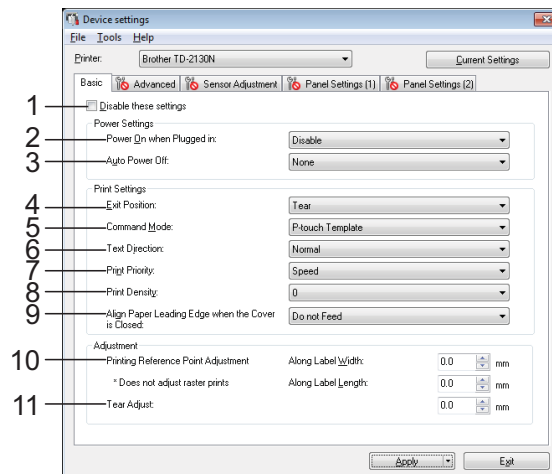 Device settings
File Tools Help
Printer: Brother TD-2130N Current Settings
Basic Advanced Sensor Adjustment Panel Settings (1) Panel Settings (2)
1 Disable these settings
Power Settings
2 Power On when Plugged in: Disable
3 Auto Power Off: None
Print Settings
4 Exit Position: Tear
5 Command Mode: P-touch Template
6 Text Direction: Normal
7 Print Priority: Speed
8 Print Density: 0
9 Align Paper Leading Edge when the Cover is Closed: Do not Feed
Adjustment
10 Printing Reference Point Adjustment Along Label Width: 0.0 mm
* Does not adjust raster prints Along Label Length: 0.0 mm
11 Tear Adjust: 0.0 mm
Apply Exit